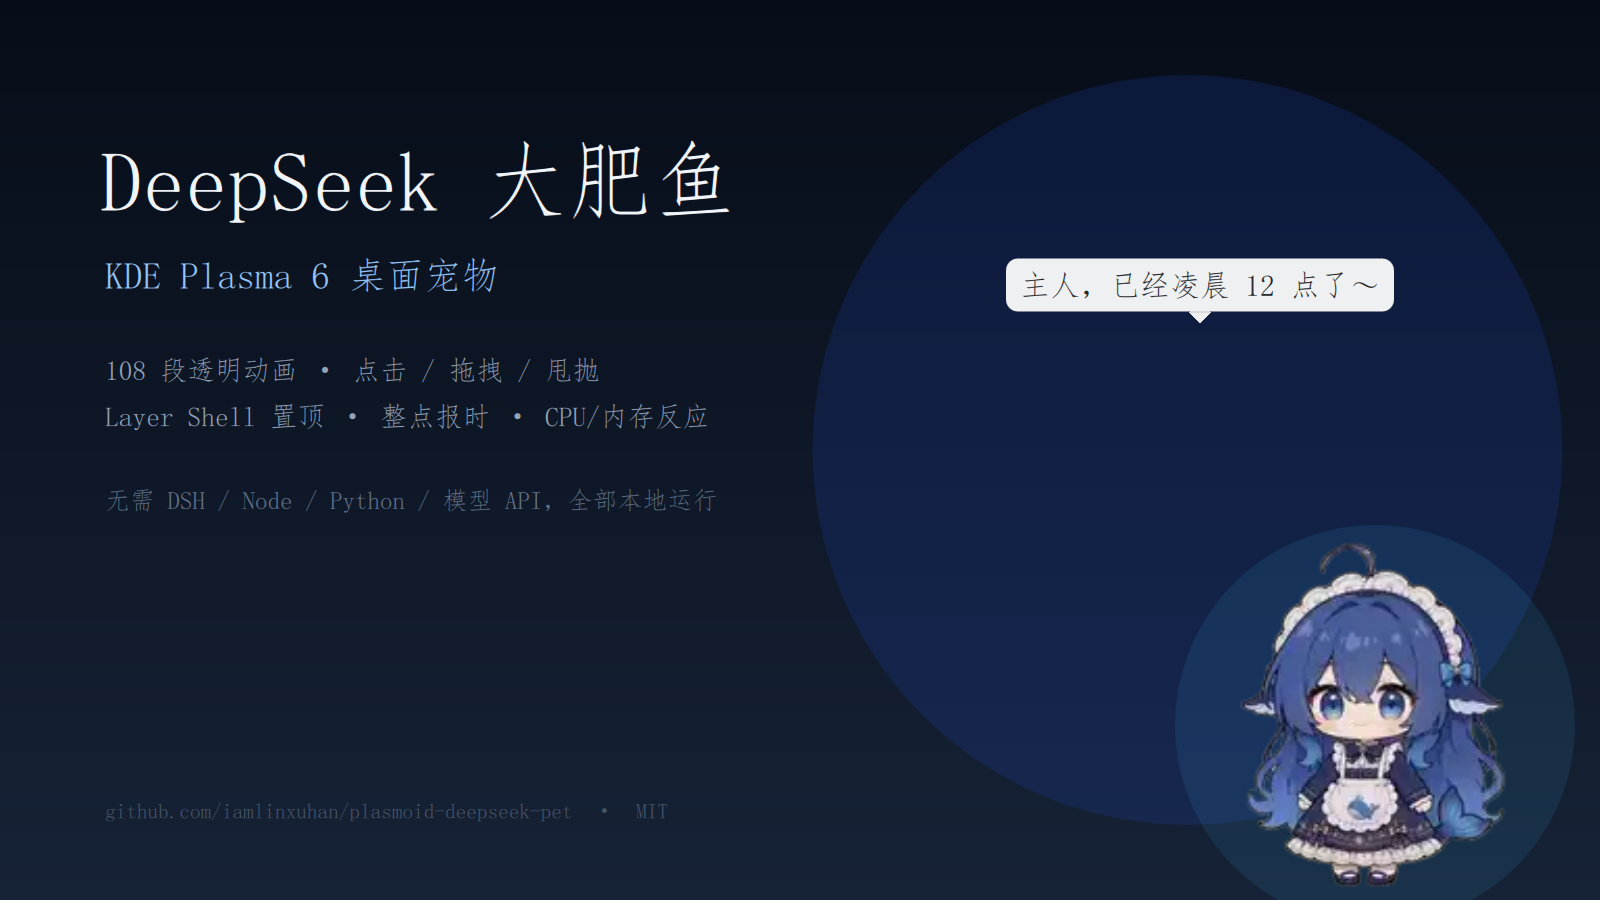 DeepSeek 大肥鱼
KDE Plasma 6 桌面宠物
108 段透明动画 • 点击 / 拖拽 / 甩抛
Layer Shell 置顶 • 整点报时 • CPU/内存反应
无需 DSH / Node / Python / 模型 API, 全部本地运行
github.com/iamlinxuhan/plasmoid-deepseek-pet • MIT
主人，已经凌晨 12 点了～